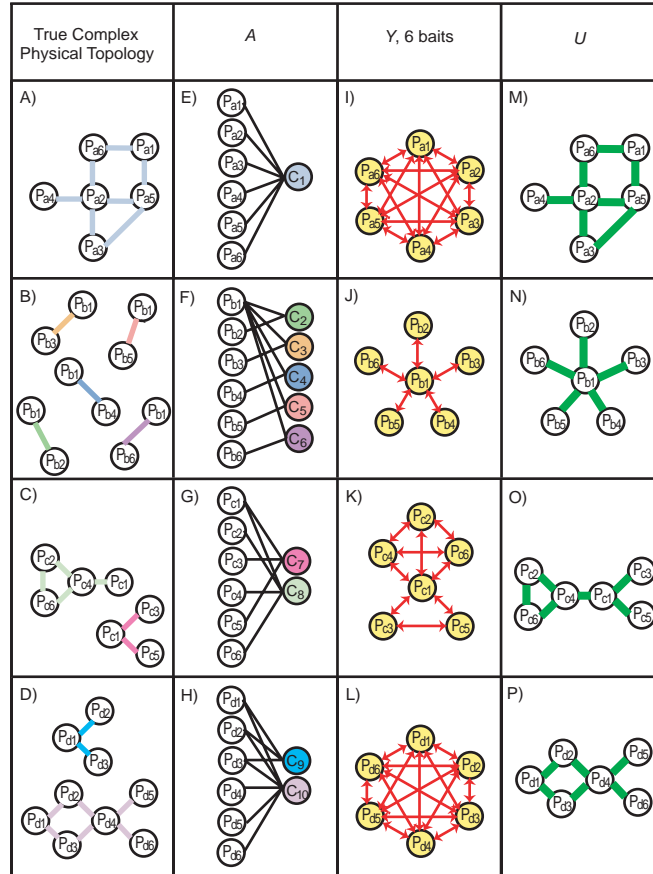 True Complex
Physical Topology
A
Y, 6 baits
U
A)
Pa6
Pa1
Pa4
Pa2
Pa5
Pa3
E)
Pa1
Pa2
Pa3
Pa4
Pa5
Pa6
C1
I)
Pa1
Pa6
Pa2
Pa5
Pa3
Pa4
M)
Pa6
Pa1
Pa4
Pa2
Pa5
Pa3
B)
Pb1
Pb1
Pb3
Pb5
Pb1
Pb4
Pb1
Pb1
Pb2
Pb6
F)
Pb1
Pb2
Pb3
Pb4
Pb5
Pb6
C2
C3
C4
C5
C6
J)
Pb2
Pb6
Pb3
Pb1
Pb5
Pb4
N)
Pb2
Pb6
Pb3
Pb1
Pb5
Pb4
C)
Pc2
Pc4
Pc1
Pc6
Pc3
Pc1
Pc5
G)
Pc1
Pc2
Pc3
Pc4
Pc5
Pc6
C7
C8
K)
Pc2
Pc4
Pc6
Pc1
Pc3
Pc5
O)
Pc2
Pc3
Pc4
Pc1
Pc6
Pc5
D)
Pd2
Pd1
Pd3
Pd2
Pd5
Pd1
Pd4
Pd3
Pd6
H)
Pd1
Pd2
Pd3
Pd4
Pd5
Pd6
C9
C10
L)
Pd1
Pd6
Pd2
Pd5
Pd3
Pd4
P)
Pd2
Pd5
Pd1
Pd4
Pd3
Pd6